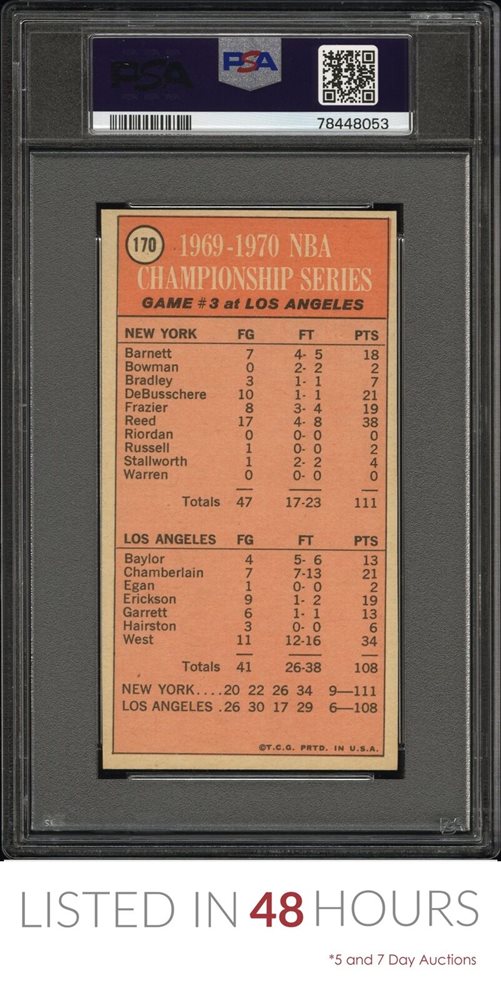 PSA
PSA
78448053
170
1969-1970 NBA
CHAMPIONSHIP SERIES
GAME #3 at LOS ANGELES
NEW YORK FG FT PTS
Barnett 7 4- 5 18
Bowman 0 2- 2 2
Bradley 3 1- 1 7
DeBusschere 10 1- 1 21
Frazier 8 3- 4 19
Reed 17 4- 8 38
Riordan 0 0- 0 0
Russell 1 0- 0 2
Stallworth 1 2- 2 4
Warren 0 0- 0 0
Totals 47 17-23 111
LOS ANGELES FG FT PTS
Baylor 4 5- 6 13
Chamberlain 7 7-13 21
Egan 1 0- 0 2
Erickson 9 1- 2 19
Garrett 6 1- 1 13
Hairston 3 0- 0 6
West 11 12-16 34
Totals 41 26-38 108
NEW YORK....20 22 26 34 9—111
LOS ANGELES .26 30 17 29 6—108
©T.C.G. PRTD. IN U.S.A.
LISTED IN 48 HOURS
*5 and 7 Day Auctions